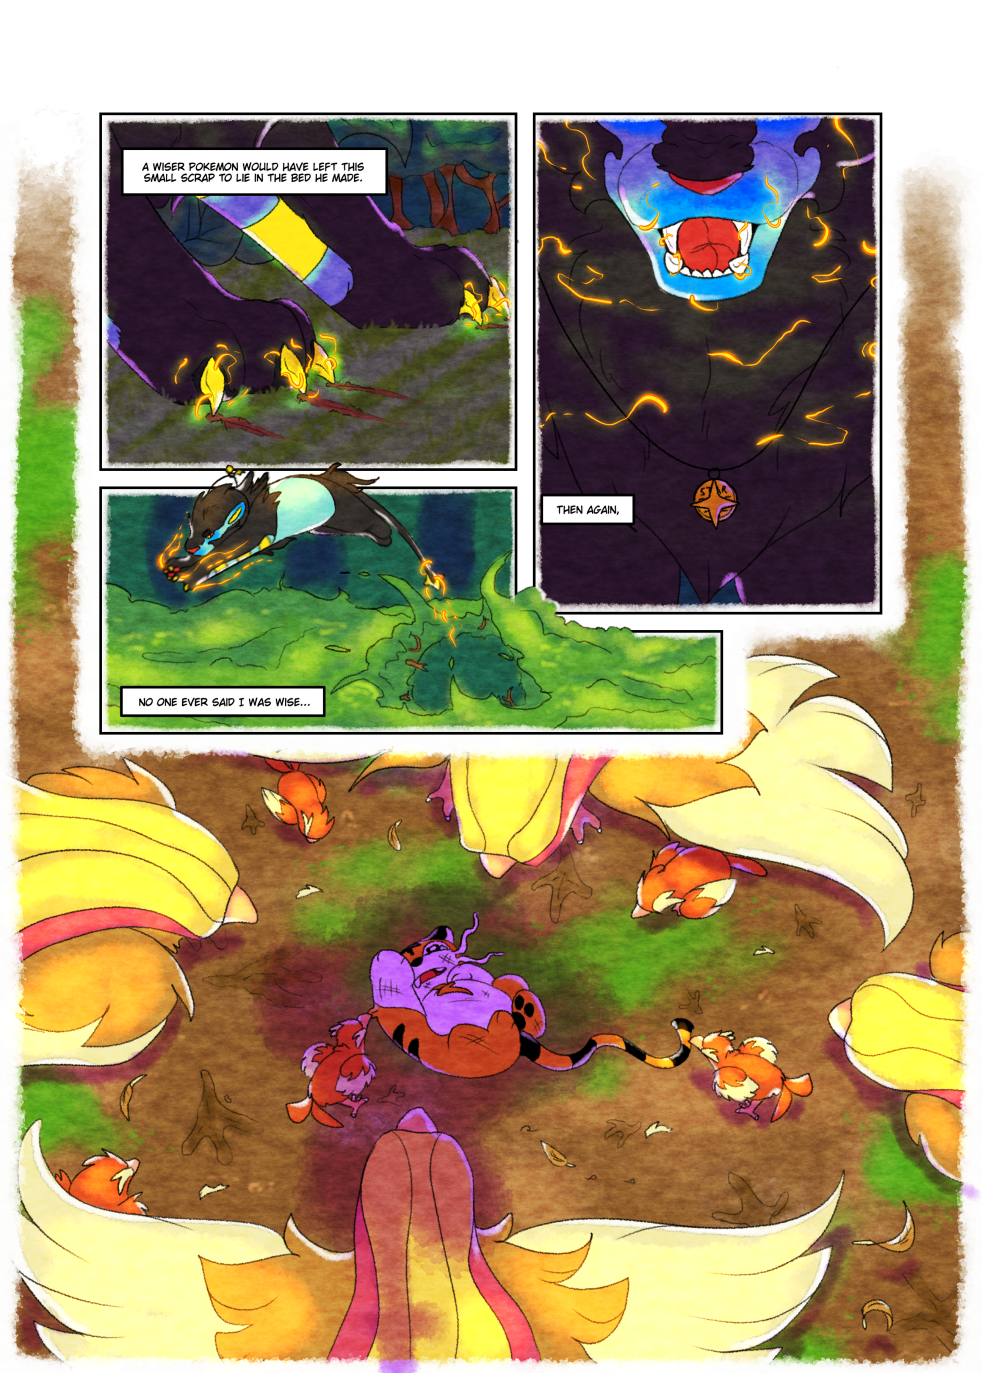 A WISER POKEMON WOULD HAVE LEFT THIS
SMALL SCRAP TO LIE IN THE BED HE MADE.
THEN AGAIN,
S R
NO ONE EVER SAID I WAS WISE...